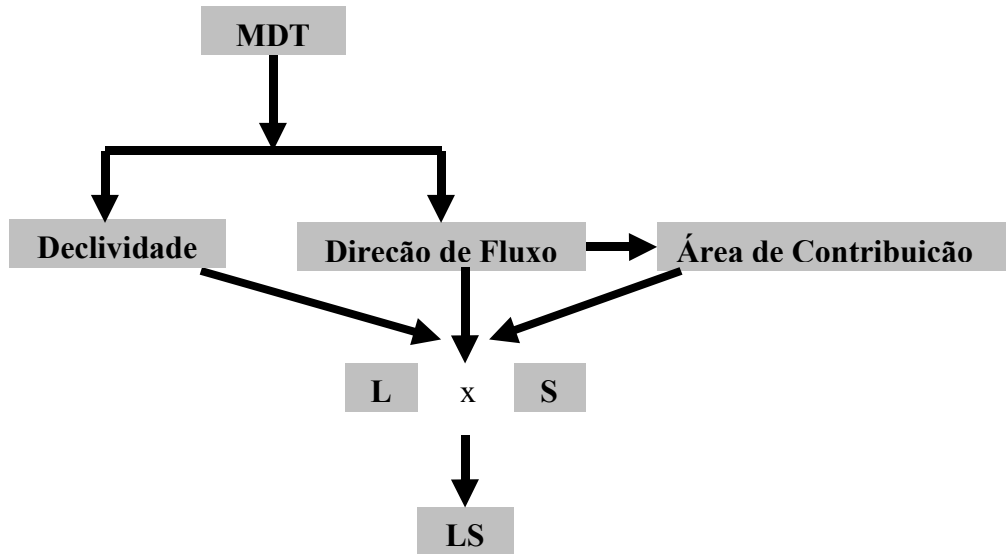 MDT
Declividade
Direcão de Fluxo
Área de Contribuicão
L x S
LS